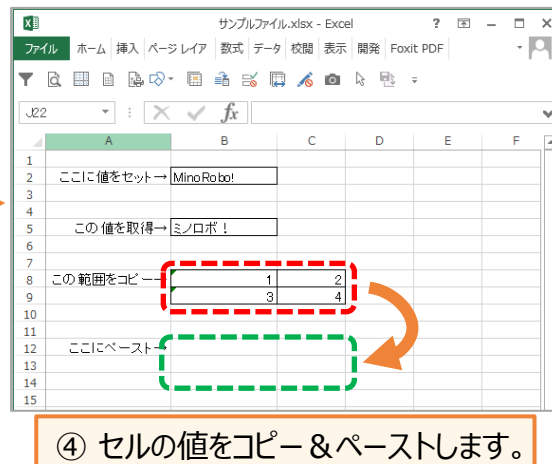 サンプルファイル.xlsx - Excel
ファイル ホーム 挿入 ページ レイア 数式 データ 校閲 表示 開発 Foxit PDF
J22 fx
A B C D E F
1
2 ここに値をセット→ MinoRobo!
3
4
5 この値を取得→ ミノロボ！
6
7
8 この範囲をコピー→ 1 2
9 3 4
10
11
12 ここにペースト→
13
14
15
④ セルの値をコピー＆ペーストします。